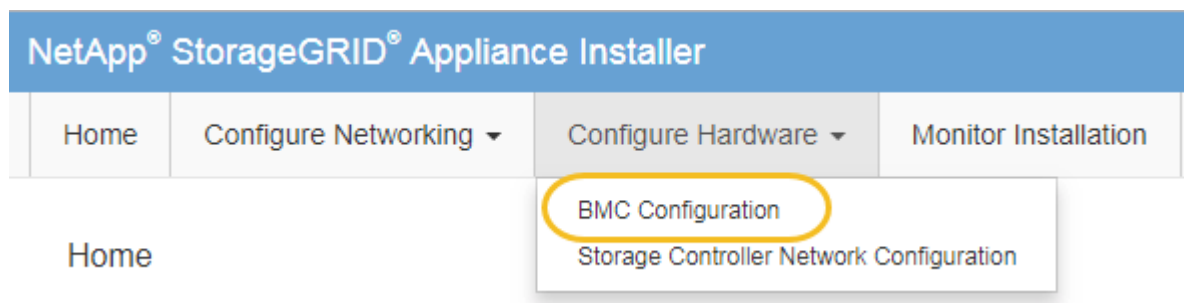 NetApp® StorageGRID® Appliance Installer
Home Configure Networking Configure Hardware Monitor Installation
BMC Configuration
Home
Storage Controller Network Configuration